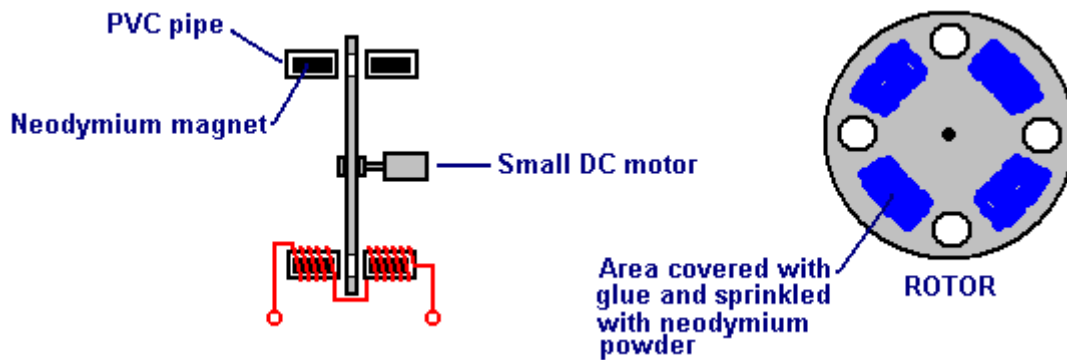 PVC pipe
Neodymium magnet
Small DC motor
Area covered with
glue and sprinkled
with neodymium
powder
ROTOR